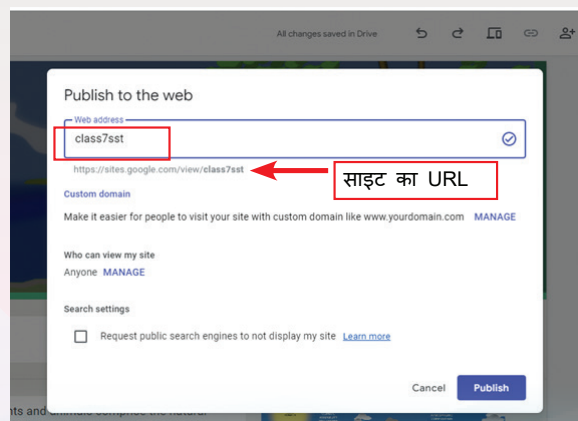 All changes saved in Drive
Publish to the web
Web address
class7sst
https://sites.google.com/view/class7sst
साइट का URL
Custom domain
Make it easier for people to visit your site with custom domain like www.yourdomain.com MANAGE
Who can view my site
Anyone MANAGE
Search settings
Request public search engines to not display my site Learn more
Cancel Publish